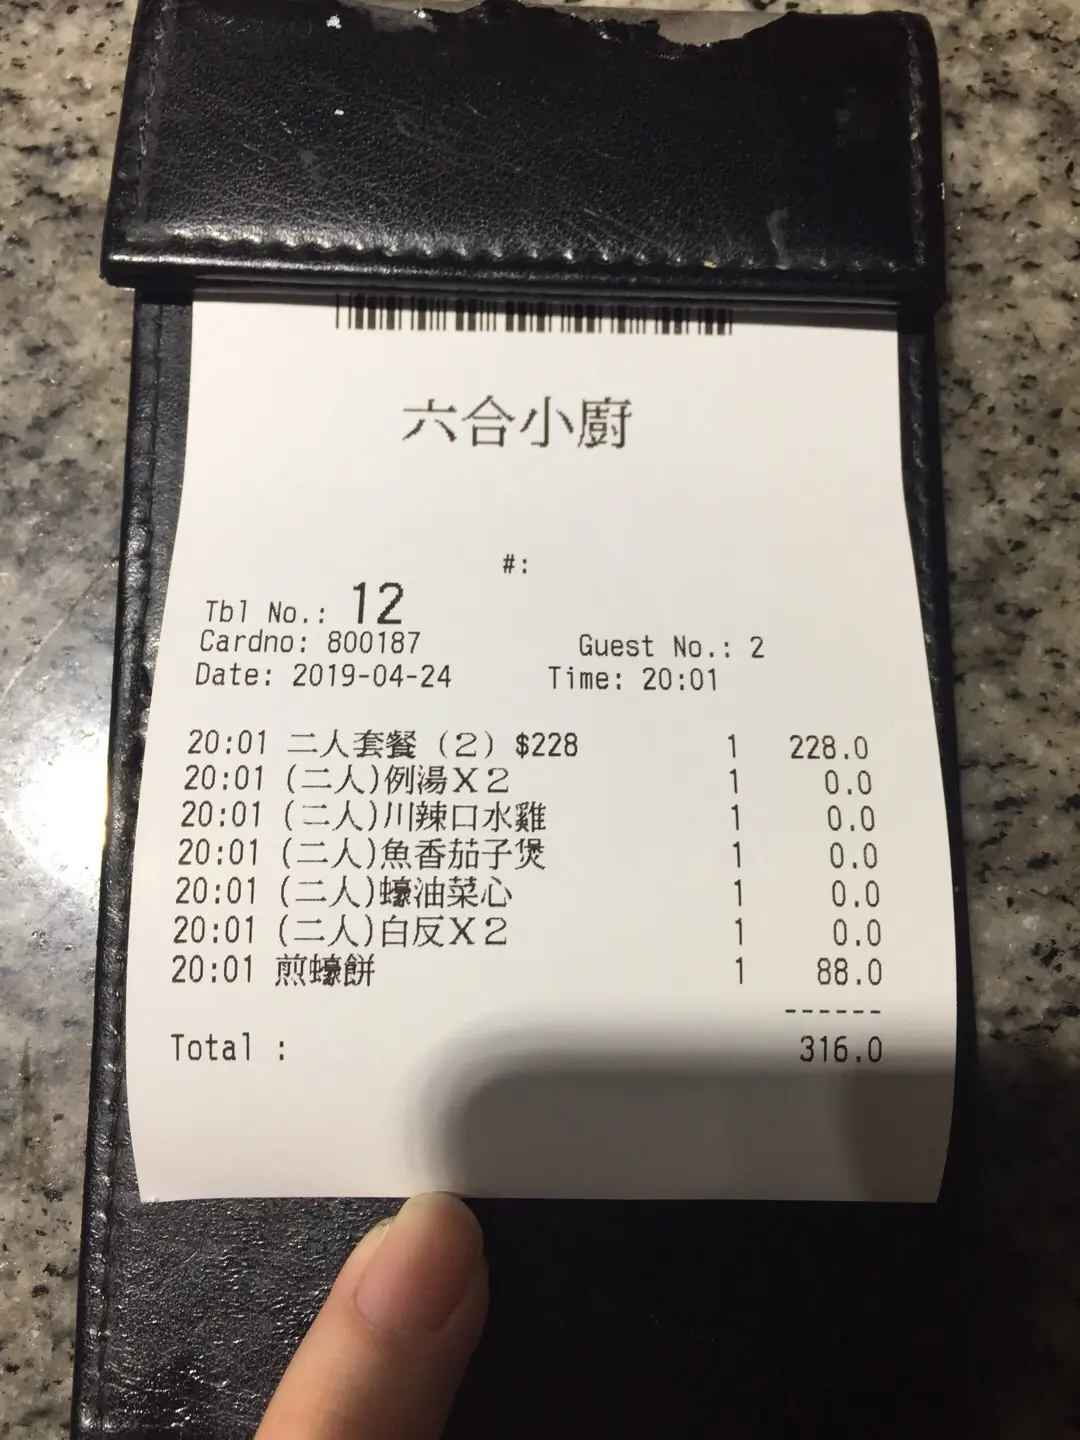 六合小廚
#:
Tbl No.: 12
Cardno: 800187 Guest No.: 2
Date: 2019-04-24 Time: 20:01
20:01 二人套餐（2）$228 1 228.0
20:01 (二人)例湯X2 1 0.0
20:01 (二人)川辣口水雞 1 0.0
20:01 (二人)魚香茄子煲 1 0.0
20:01 (二人)蠔油菜心 1 0.0
20:01 (二人)白反X2 1 0.0
20:01 煎蠔餅 1 88.0
------
Total : 316.0